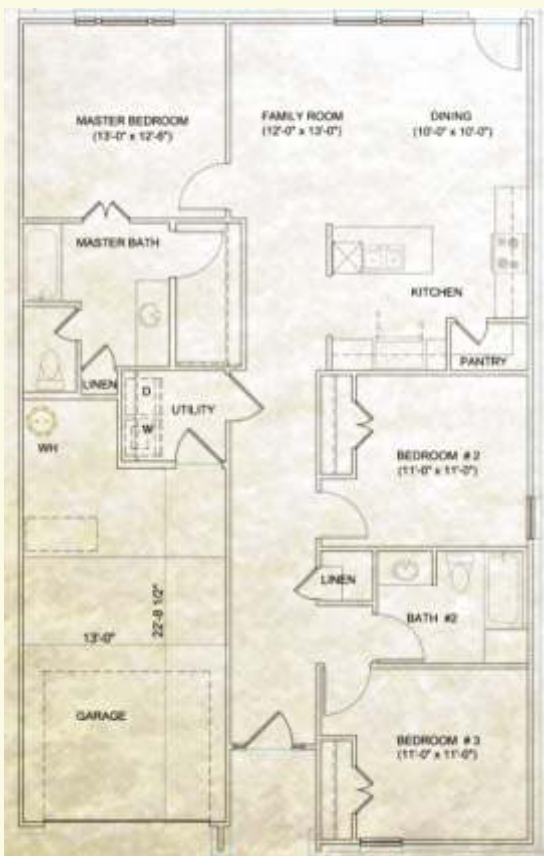 MASTER BEDROOM
(13'-0" x 12'-6")
FAMILY ROOM
(12'-0" x 13'-0")
DINING
(10'-0" x 10'-0")
MASTER BATH
KITCHEN
PANTRY
LINEN
D
W
UTILITY
WH
BEDROOM #2
(11'-0" x 11'-0")
LINEN
BATH #2
22'-8 1/2"
13'-0"
GARAGE
BEDROOM #3
(11'-0" x 11'-0")